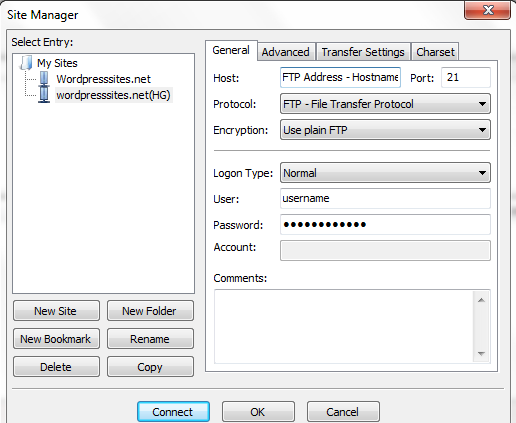 Site Manager
Select Entry:
My Sites
Wordpresssites.net
wordpresssites.net(HG)
New Site
New Folder
New Bookmark
Rename
Delete
Copy
General
Advanced
Transfer Settings
Charset
Host: FTP Address - Hostname Port: 21
Protocol: FTP - File Transfer Protocol
Encryption: Use plain FTP
Logon Type: Normal
User: username
Password: ●●●●●●●●●●●●
Account:
Comments:
Connect
OK
Cancel